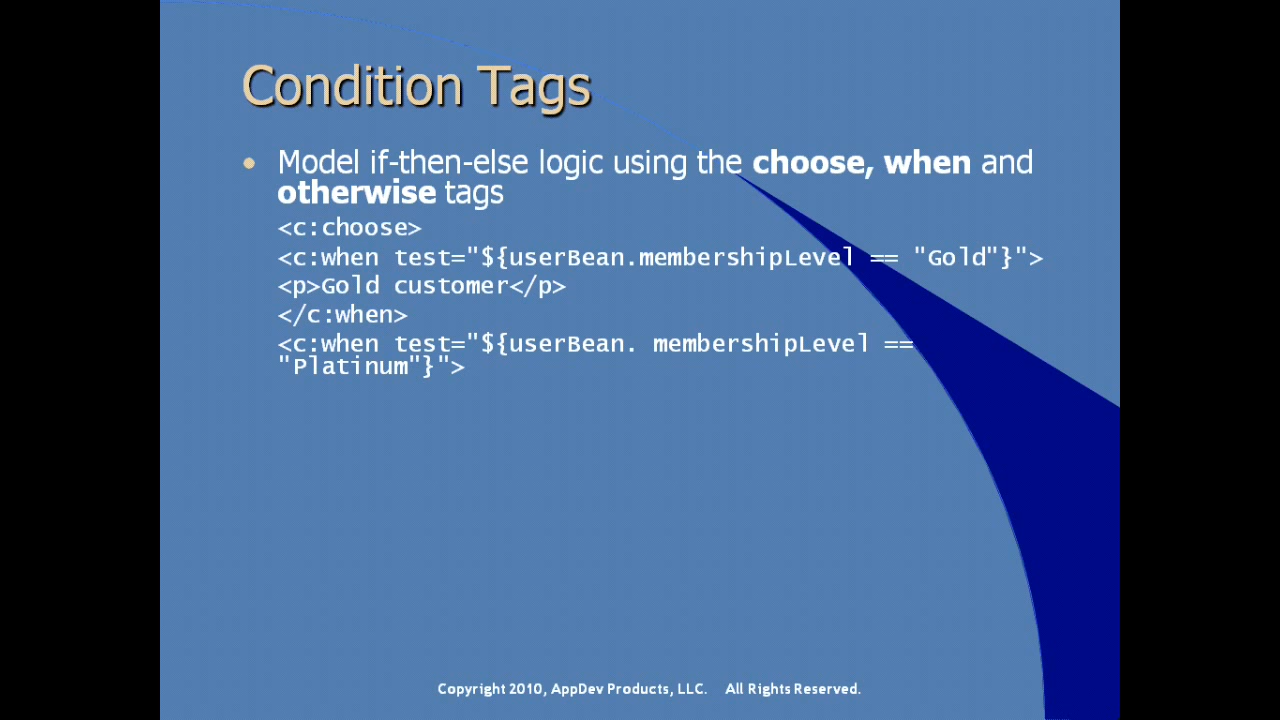 Condition Tags
Model if-then-else logic using the choose, when and
otherwise tags
<c:choose>
<c:when test="${userBean.membershipLevel == "Gold"}">
<p>Gold customer</p>
</c:when>
<c:when test="${userBean. membershipLevel ==
"Platinum"}">
Copyright 2010, AppDev Products, LLC. All Rights Reserved.